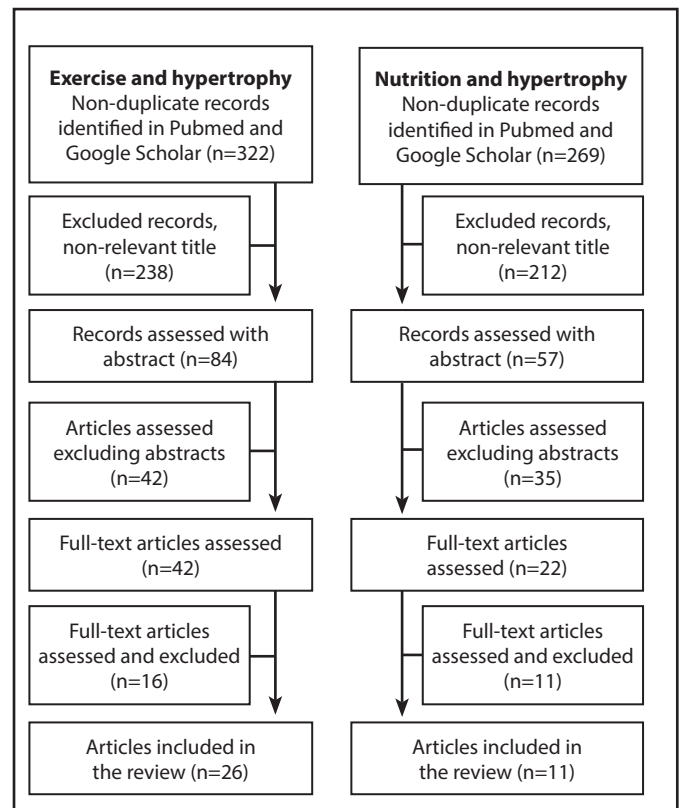 Exercise and hypertrophy
Non-duplicate records
identified in Pubmed and
Google Scholar (n=322)
Excluded records,
non-relevant title
(n=238)
Records assessed with
abstract (n=84)
Articles assessed
excluding abstracts
(n=42)
Full-text articles assessed
(n=42)
Full-text articles
assessed and excluded
(n=16)
Articles included in
the review (n=26)
Nutrition and hypertrophy
Non-duplicate records
identified in Pubmed and
Google Scholar (n=269)
Excluded records,
non-relevant title
(n=212)
Records assessed with
abstract (n=57)
Articles assessed
excluding abstracts
(n=35)
Full-text articles
assessed (n=22)
Full-text articles
assessed and excluded
(n=11)
Articles included in
the review (n=11)